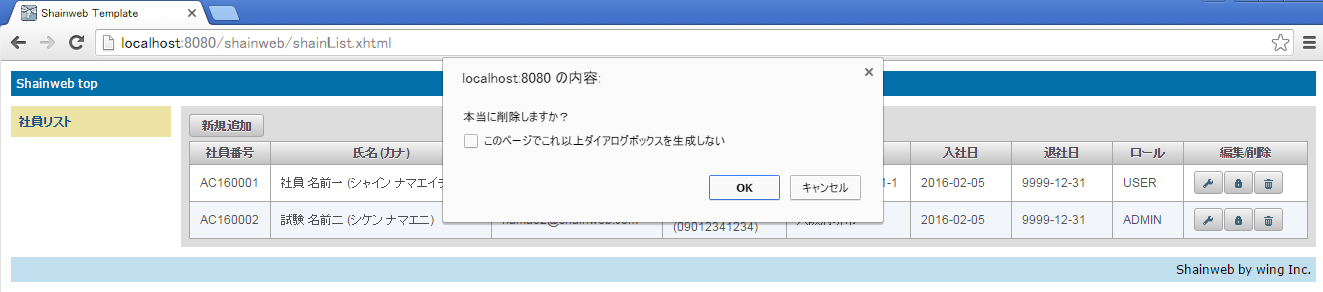 Shainweb Template
localhost:8080/shainweb/shainList.xhtml
Shainweb top
localhost:8080 の内容:
本当に削除しますか？
このページでこれ以上ダイアログボックスを生成しない
OK キャンセル
社員リスト
新規追加
社員番号 氏名(カナ) 入社日 退社日 ロール 編集/削除
AC160001 社員 名前一 (シャイン ナマエイチ 1-1 2016-02-05 9999-12-31 USER
AC160002 試験 名前二 (シケン ナマエニ) 2016-02-05 9999-12-31 ADMIN
(09012341234)
Shainweb by wing Inc.